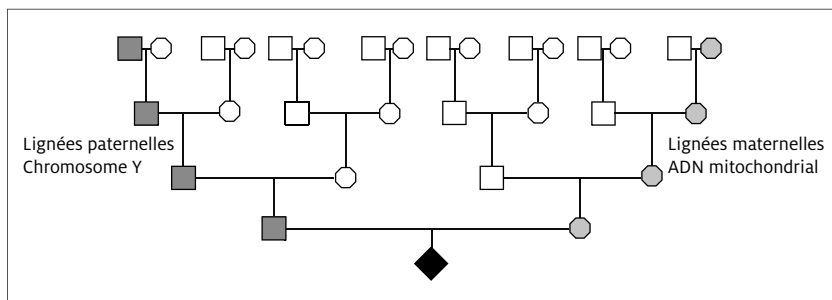 Lignées paternelles
Chromosome Y
Lignées maternelles
ADN mitochondrial